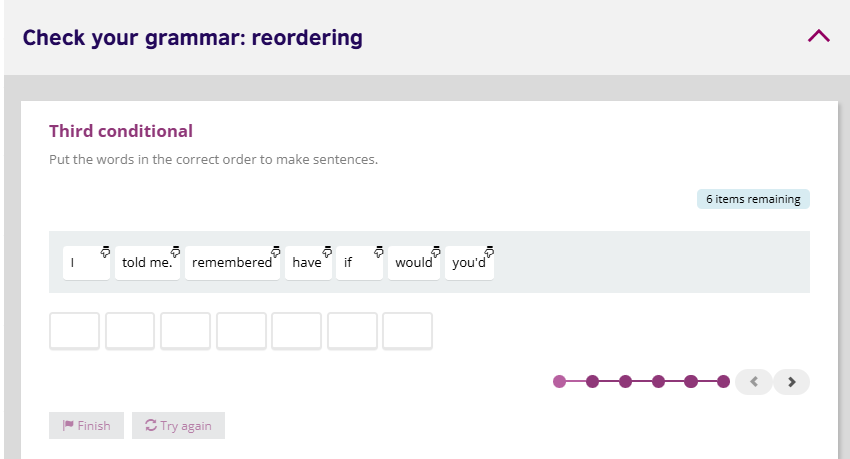 Check your grammar: reordering
Third conditional
Put the words in the correct order to make sentences.
6 items remaining
I told me. remembered have if would you'd
Finish Try again